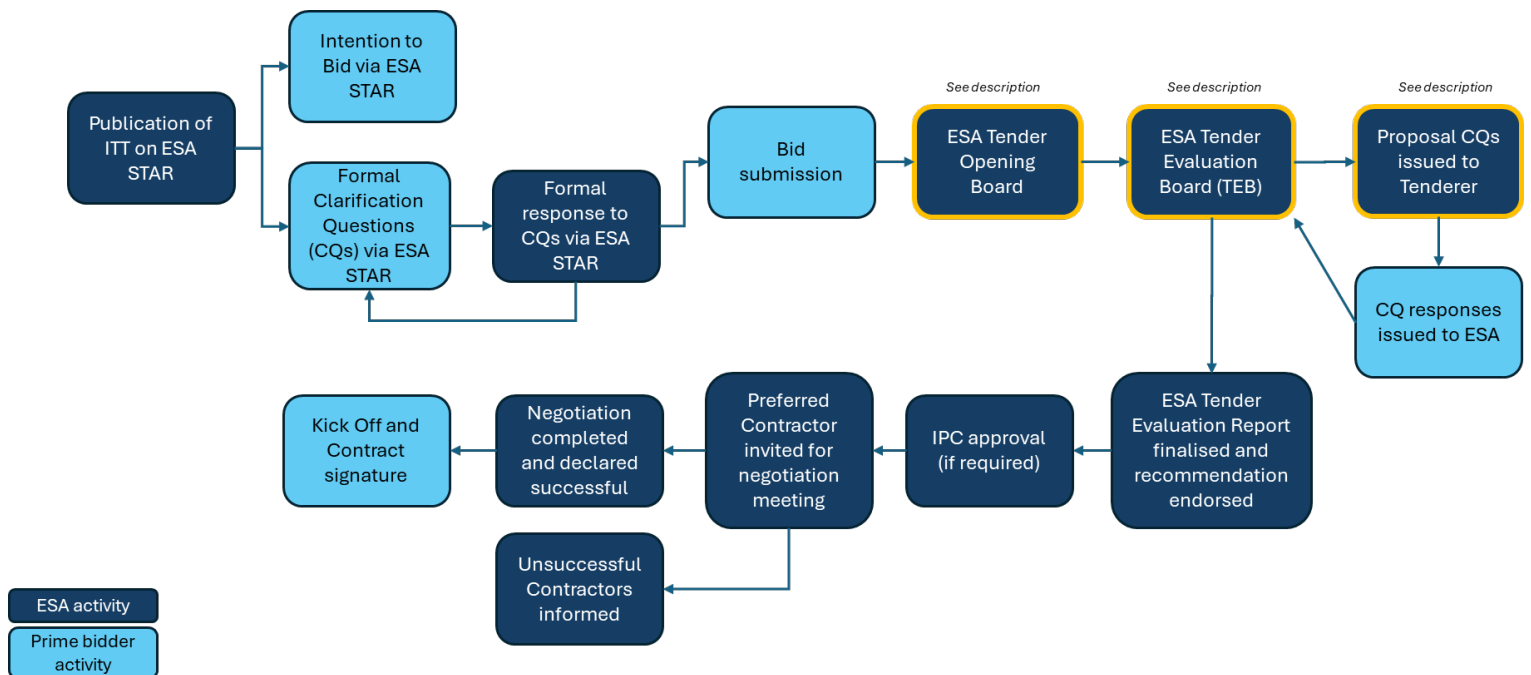 Publication of
ITT on ESA
STAR
Intention to
Bid via ESA
STAR
Formal
Clarification
Questions
(CQs) via ESA
STAR
Formal
response to
CQs via ESA
STAR
Bid
submission
See description
ESA Tender
Opening
Board
See description
ESA Tender
Evaluation
Board (TEB)
See description
Proposal CQs
issued to
Tenderer
CQ responses
issued to ESA
ESA Tender
Evaluation Report
finalised and
recommendation
endorsed
IPC approval
(if required)
Preferred
Contractor
invited for
negotiation
meeting
Negotiation
completed
and declared
successful
Kick Off and
Contract
signature
Unsuccessful
Contractors
informed
ESA activity
Prime bidder
activity